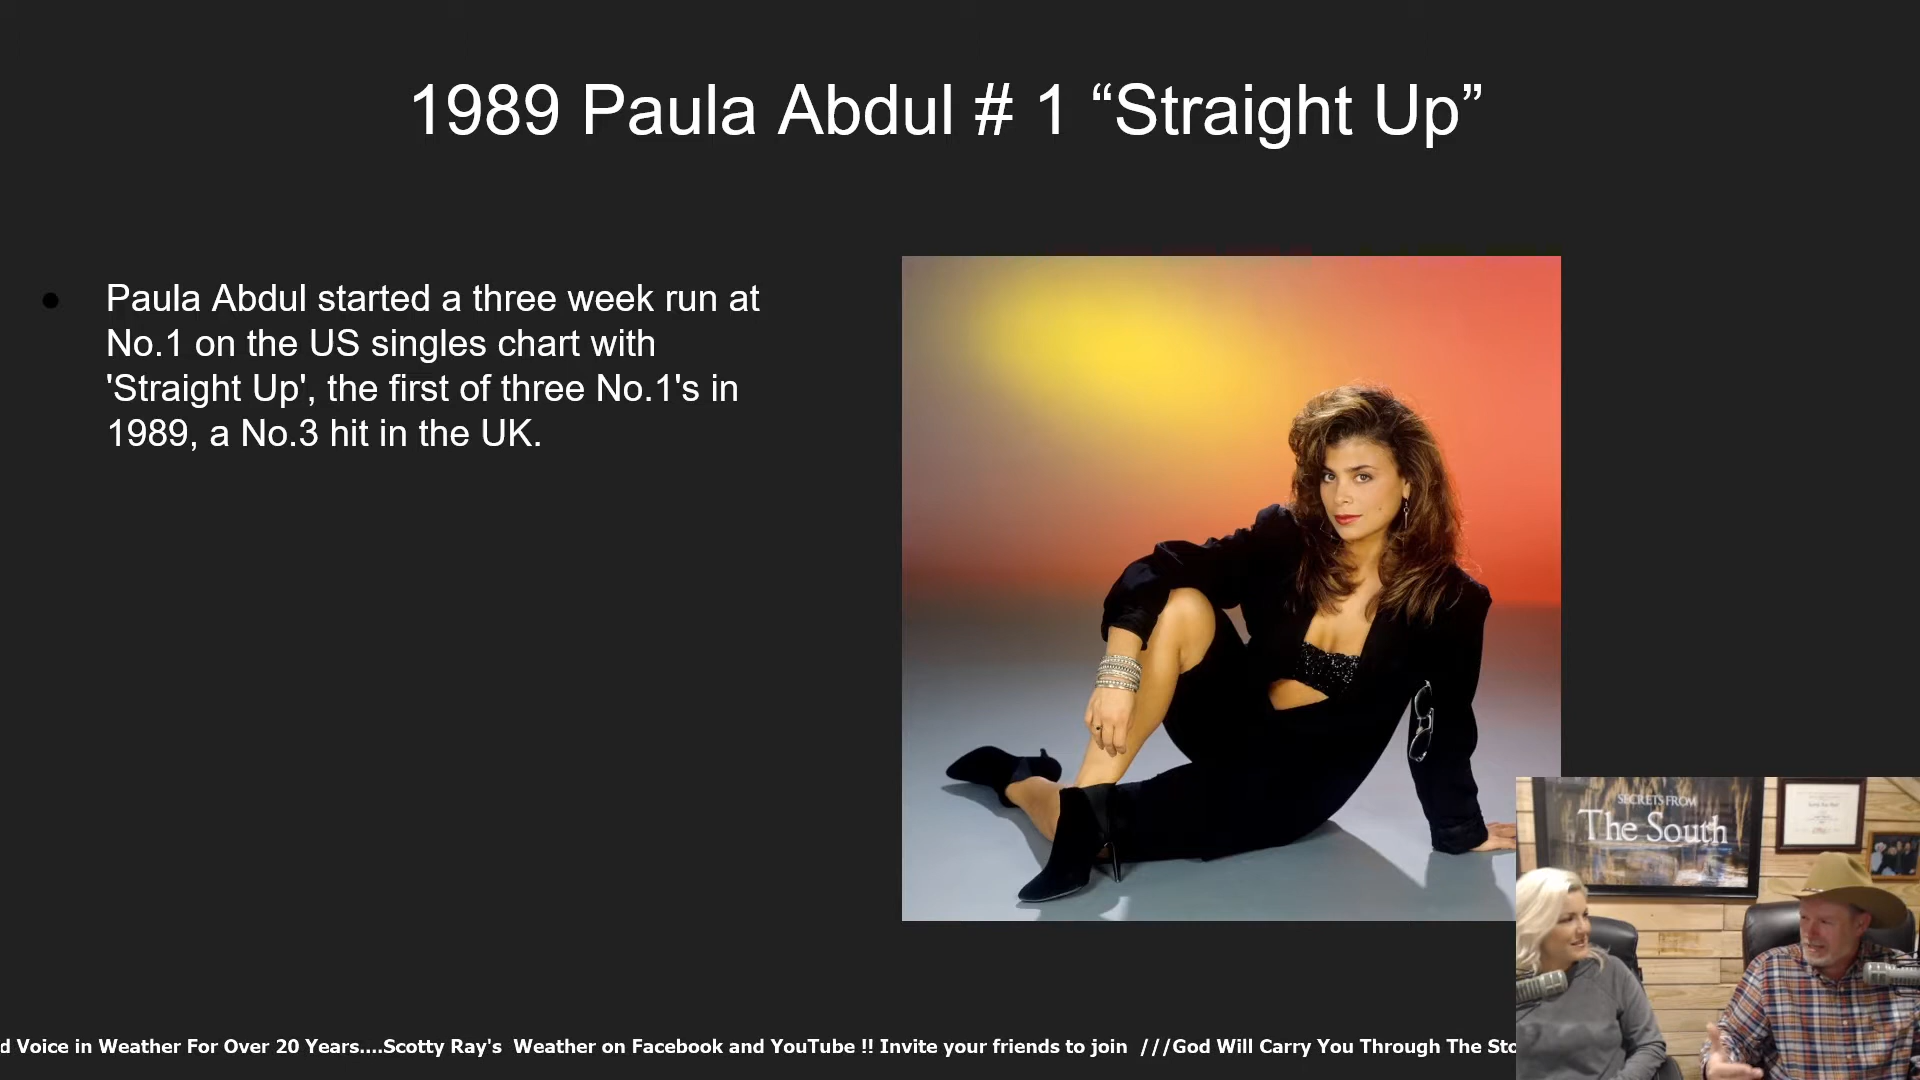 1989 Paula Abdul # 1 “Straight Up”
Paula Abdul started a three week run at
No.1 on the US singles chart with
'Straight Up', the first of three No.1's in
1989, a No.3 hit in the UK.
SECRETS FROM
The South
d Voice in Weather For Over 20 Years....Scotty Ray's  Weather on Facebook and YouTube !! Invite your friends to join  ///God Will Carry You Through The Sto